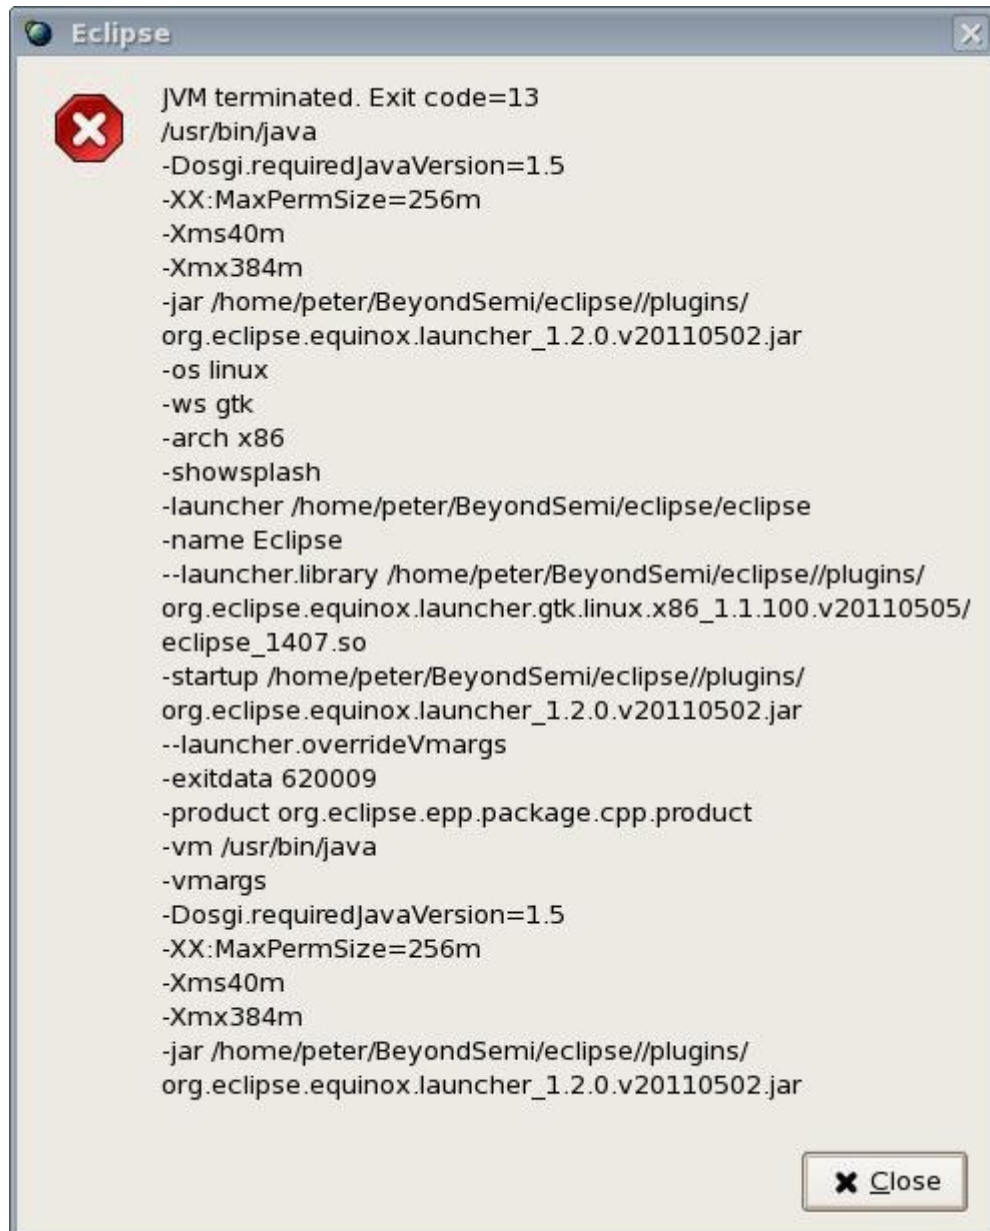 Eclipse
JVM terminated. Exit code=13
/usr/bin/java
-Dosgi.requiredJavaVersion=1.5
-XX:MaxPermSize=256m
-Xms40m
-Xmx384m
-jar /home/peter/BeyondSemi/eclipse//plugins/
org.eclipse.equinox.launcher_1.2.0.v20110502.jar
-os linux
-ws gtk
-arch x86
-showsplash
-launcher /home/peter/BeyondSemi/eclipse/eclipse
-name Eclipse
--launcher.library /home/peter/BeyondSemi/eclipse//plugins/
org.eclipse.equinox.launcher.gtk.linux.x86_1.1.100.v20110505/
eclipse_1407.so
-startup /home/peter/BeyondSemi/eclipse//plugins/
org.eclipse.equinox.launcher_1.2.0.v20110502.jar
--launcher.overrideVmargs
-exitdata 620009
-product org.eclipse.epp.package.cpp.product
-vm /usr/bin/java
-vmargs
-Dosgi.requiredJavaVersion=1.5
-XX:MaxPermSize=256m
-Xms40m
-Xmx384m
-jar /home/peter/BeyondSemi/eclipse//plugins/
org.eclipse.equinox.launcher_1.2.0.v20110502.jar
Close